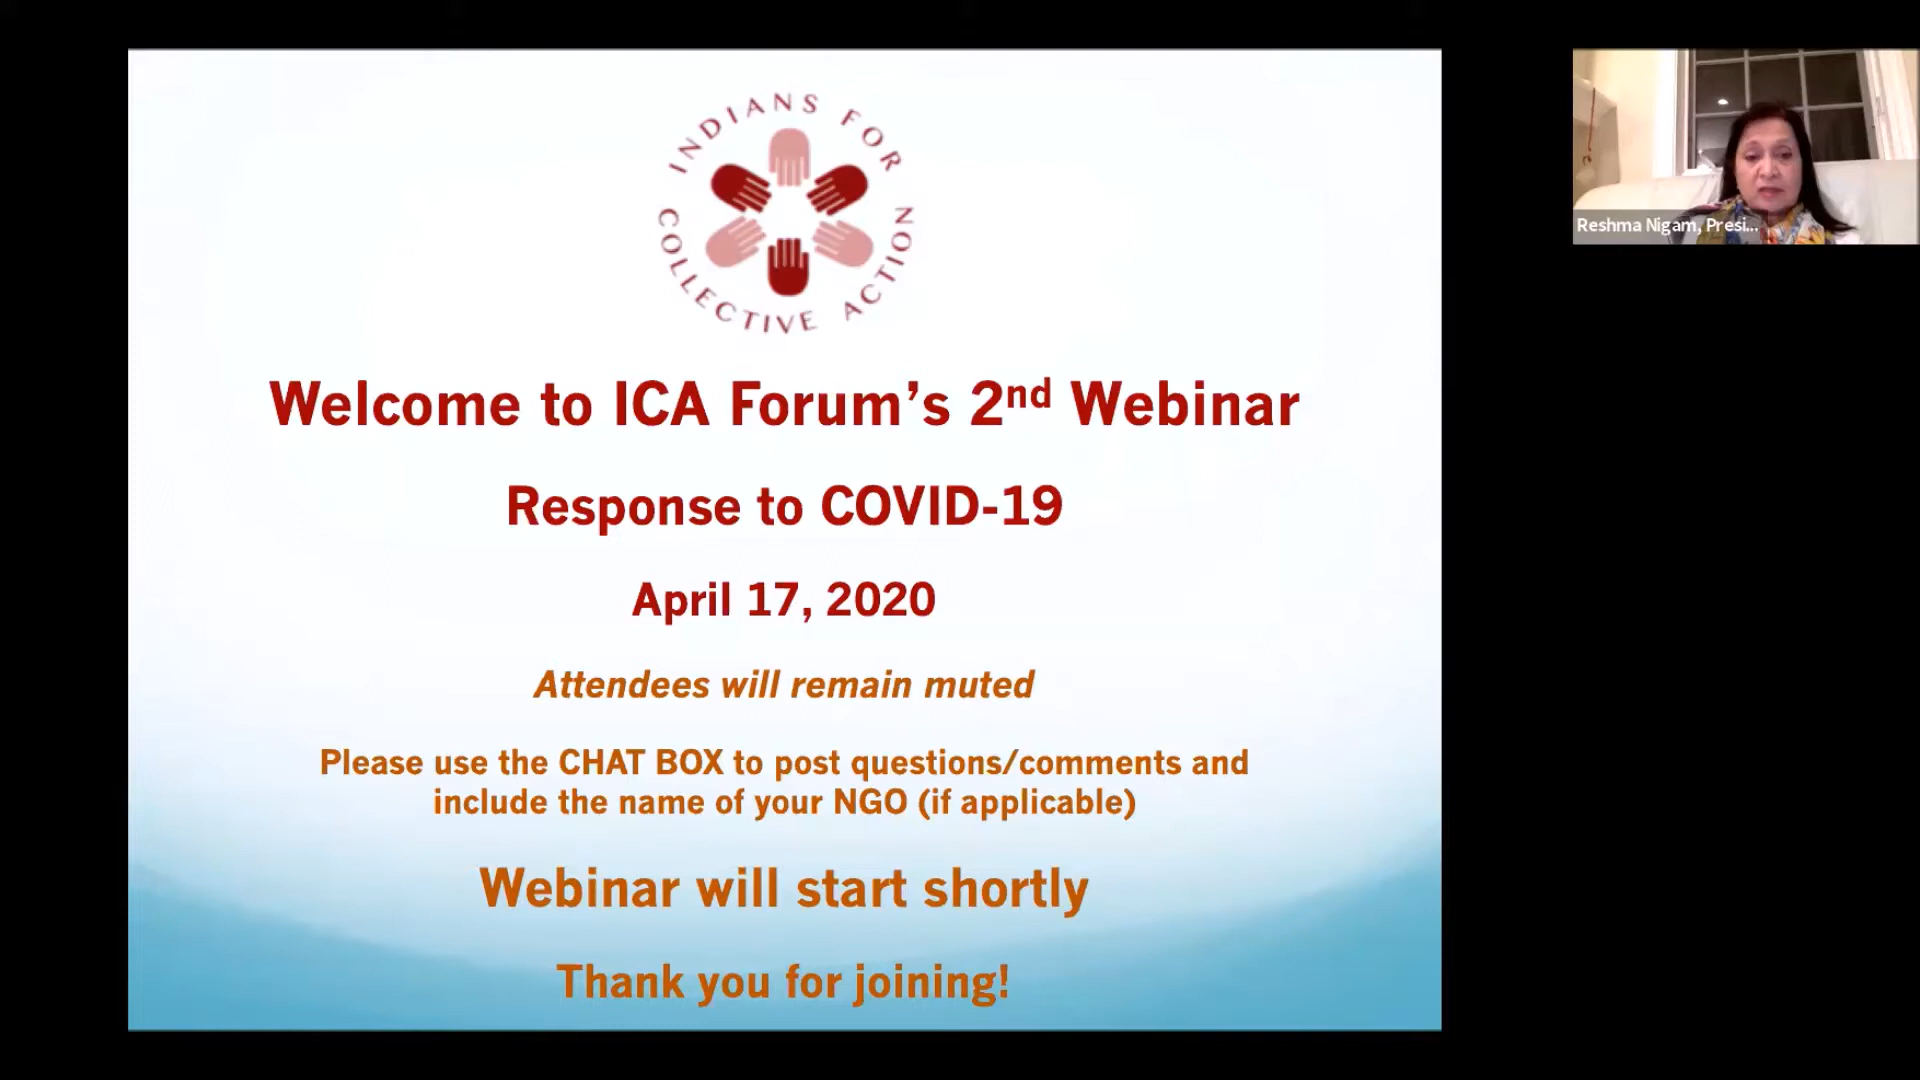 INDIANS FOR
COLLECTIVE ACTION
Welcome to ICA Forum’s 2nd Webinar
Response to COVID-19
April 17, 2020
Attendees will remain muted
Please use the CHAT BOX to post questions/comments and
include the name of your NGO (if applicable)
Webinar will start shortly
Thank you for joining!
Reshma Nigam, Presi...